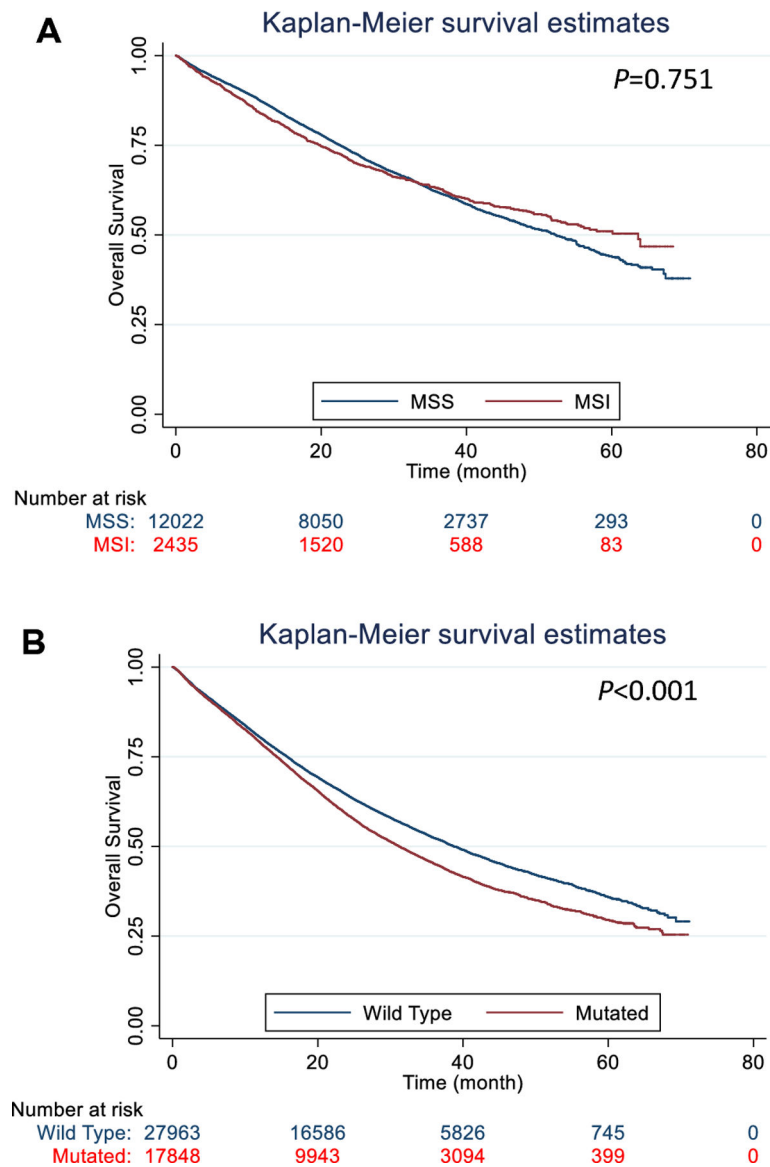 A
Kaplan-Meier survival estimates
P=0.751
Overall Survival
1.00
0.75
0.50
0.25
0.00
MSS MSI
0 20 40 60 80
Time (month)
Number at risk
MSS: 12022 8050 2737 293 0
MSI: 2435 1520 588 83 0
B
Kaplan-Meier survival estimates
P<0.001
Overall Survival
1.00
0.75
0.50
0.25
0.00
Wild Type Mutated
0 20 40 60 80
Time (month)
Number at risk
Wild Type: 27963 16586 5826 745 0
Mutated: 17848 9943 3094 399 0